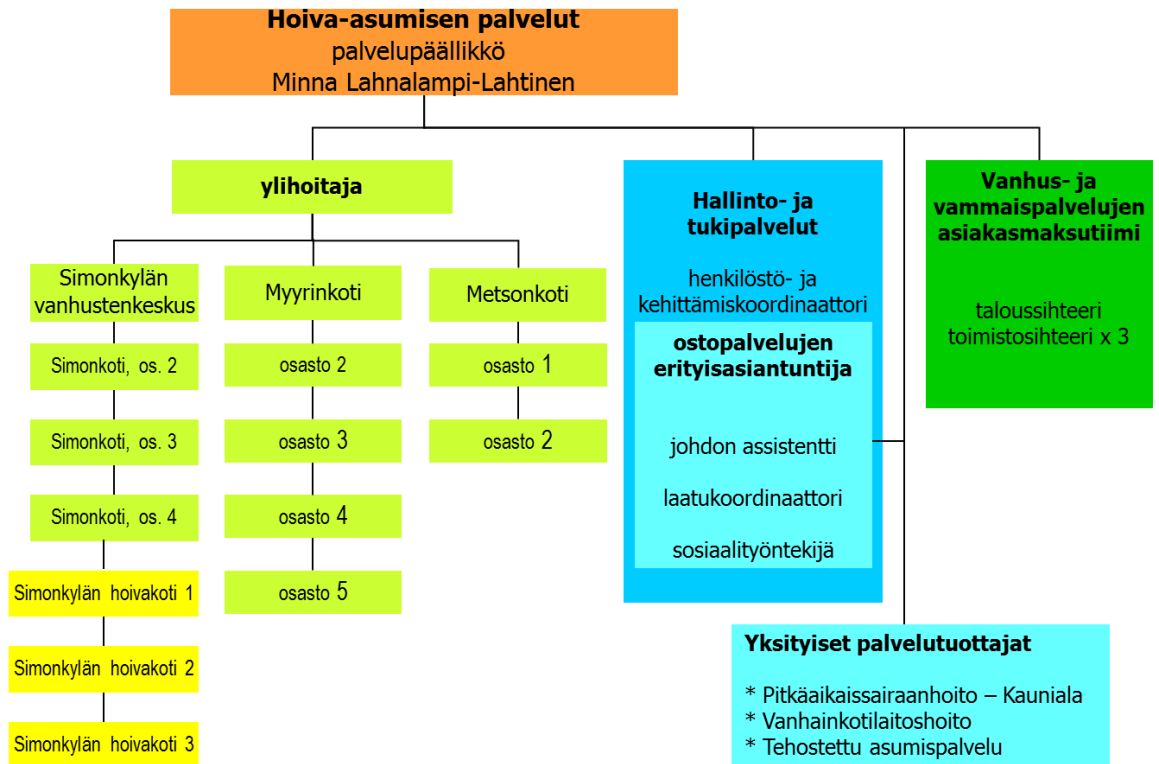 Hoiva-asumisen palvelut
palvelupäällikkö
Minna Lahnalampi-Lahtinen
ylihoitaja
Simonkylän
vanhustenkeskus
Simonkoti, os. 2
Simonkoti, os. 3
Simonkoti, os. 4
Simonkylän hoivakoti 1
Simonkylän hoivakoti 2
Simonkylän hoivakoti 3
Myyrinkoti
osasto 2
osasto 3
osasto 4
osasto 5
Metsonkoti
osasto 1
osasto 2
Hallinto- ja
tukipalvelut
henkilöstö- ja
kehittämiskoordinaattori
ostopalvelujen
erityisasiantuntija
johdon assistentti
laatukoordinaattori
sosiaalityöntekijä
Vanhus- ja
vammaispalvelujen
asiakasmaksutiimi
taloussihteeri
toimistosihteeri x 3
Yksityiset palvelutuottajat
* Pitkäaikaissairaanhoito – Kauniala
* Vanhainkotilaitoshoito
* Tehostettu asumispalvelu